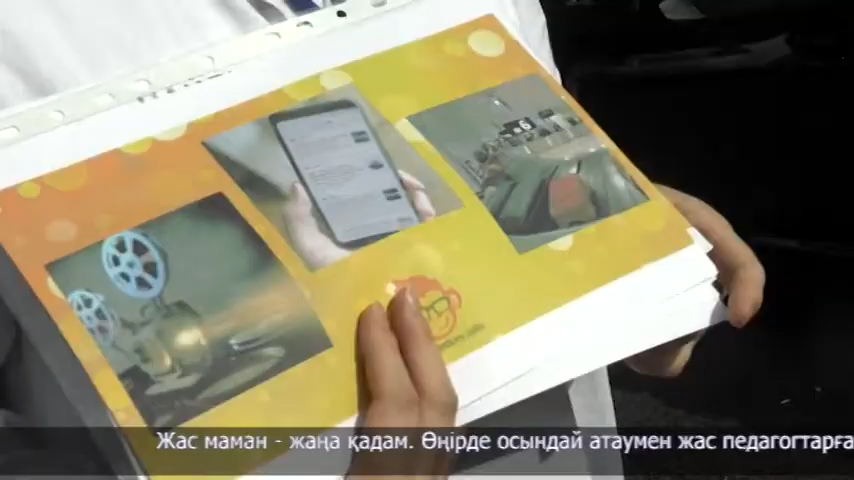 Жас маман - жаңа қадам. Өңірде осындай атаумен жас педагогтарға